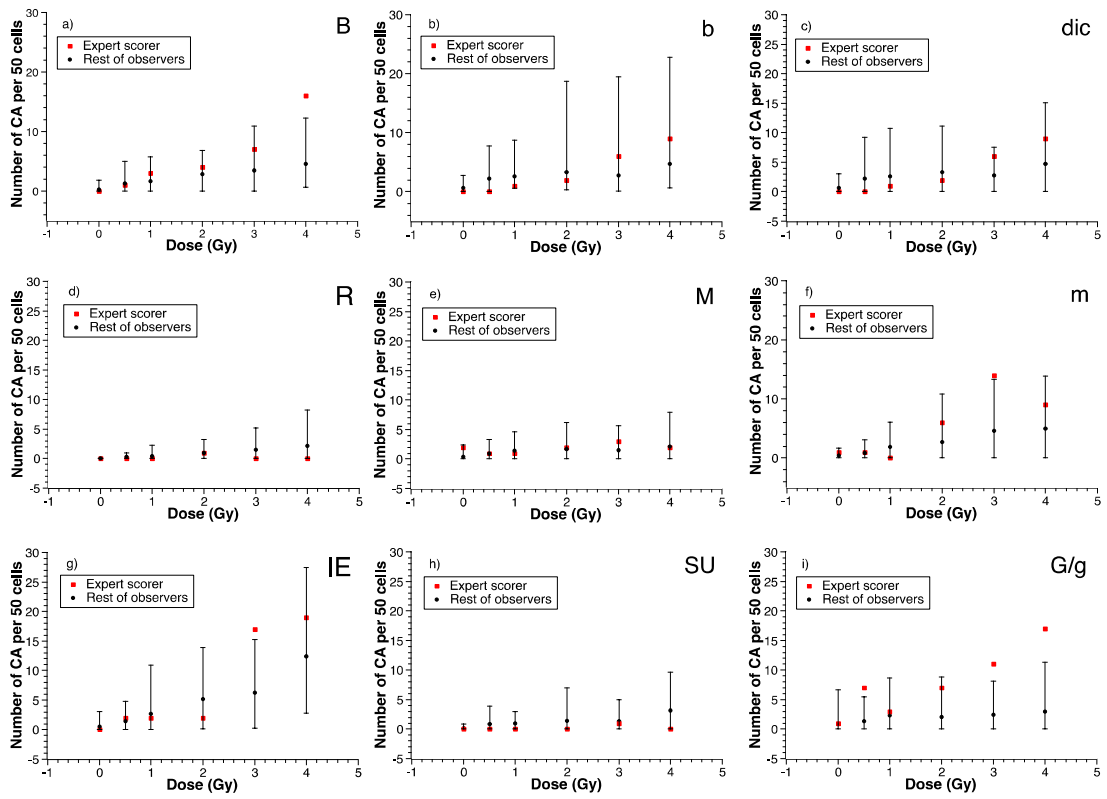 a)
B
Expert scorer
Rest of observers
Number of CA per 50 cells
30
20
10
0
-1
0
1
2
3
4
5
Dose (Gy)
b)
b
Expert scorer
Rest of observers
Number of CA per 50 cells
30
20
10
5
0
-5
-1
0
1
2
3
4
5
Dose (Gy)
c)
dic
Expert scorer
Rest of observers
Number of CA per 50 cells
30
25
20
15
10
5
0
-5
-1
0
1
2
3
4
5
Dose (Gy)
d)
R
Expert scorer
Rest of observers
Number of CA per 50 cells
30
25
20
15
10
5
0
-5
-1
0
1
2
3
4
5
Dose (Gy)
e)
M
Expert scorer
Rest of observers
Number of CA per 50 cells
30
25
20
15
10
5
0
-5
-1
0
1
2
3
4
5
Dose (Gy)
f)
m
Expert scorer
Rest of observers
Number of CA per 50 cells
30
20
10
0
-1
0
1
2
3
4
5
Dose (Gy)
g)
IE
Expert scorer
Rest of observers
Number of CA per 50 cells
30
25
20
15
10
5
0
-5
-1
0
1
2
3
4
5
Dose (Gy)
h)
SU
Expert scorer
Rest of observers
Number of CA per 50 cells
30
25
20
15
10
5
0
-5
-1
0
1
2
3
4
5
Dose (Gy)
i)
G/g
Expert scorer
Rest of observers
Number of CA per 50 cells
30
25
20
15
10
5
0
-5
-1
0
1
2
3
4
5
Dose (Gy)